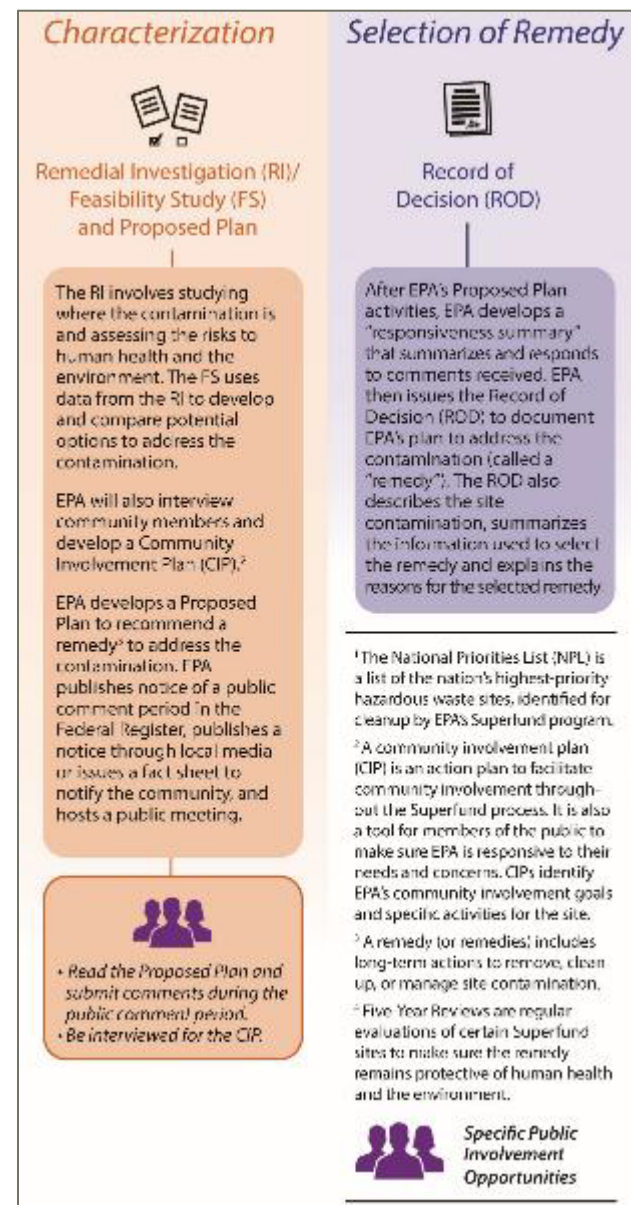 Characterization
Remedial Investigation (RI)/
Feasibility Study (FS)
and Proposed Plan
The RI involves studying
where the contamination is
and assessing the risks to
human health and the
environment. The FS uses
data from the RI to develop
and compare potential
options to address the
contamination.
EPA will also interview
community members and
develop a Community
Involvement Plan (CIP).²
EPA develops a Proposed
Plan to recommend a
remedy³ to address the
contamination. EPA
publishes notice of a public
comment period in the
Federal Register, publishes a
notice through local media
or issues a fact sheet to
notify the community, and
hosts a public meeting.
• Read the Proposed Plan and
submit comments during the
public comment period.
• Be interviewed for the CIP.
Selection of Remedy
Record of
Decision (ROD)
After EPA's Proposed Plan
activities, EPA develops a
"responsiveness summary"
that summarizes and responds
to comments received. EPA
then issues the Record of
Decision (ROD) to document
EPA's plan to address the
contamination (called a
"remedy"). The ROD also
describes the site
contamination, summarizes
the information used to select
the remedy and explains the
reasons for the selected remedy
¹The National Priorities List (NPL) is
a list of the nation's highest-priority
hazardous waste sites, identified for
cleanup by EPA's Superfund program.
² A community involvement plan
(CIP) is an action plan to facilitate
community involvement through-
out the Superfund process. It is also
a tool for members of the public to
make sure EPA is responsive to their
needs and concerns. CIPs identify
EPA's community involvement goals
and specific activities for the site.
³ A remedy (or remedies) includes
long-term actions to remove, clean
up, or manage site contamination.
⁴ Five-Year Reviews are regular
evaluations of certain Superfund
sites to make sure the remedy
remains protective of human health
and the environment.
Specific Public
Involvement
Opportunities